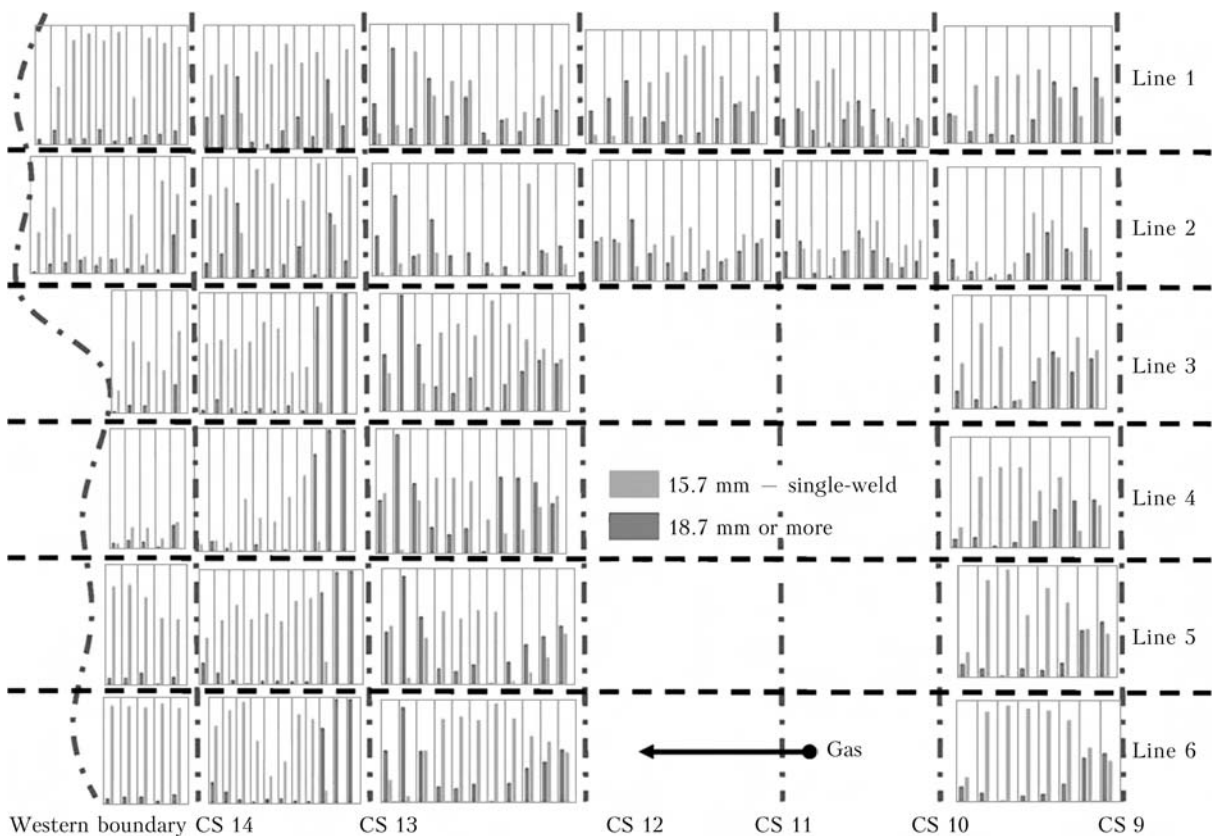 Line 1
Line 2
Line 3
Line 4
15.7 mm — single-weld
18.7 mm or more
Line 5
Line 6
Gas
Western boundary CS 14 CS 13 CS 12 CS 11 CS 10 CS 9